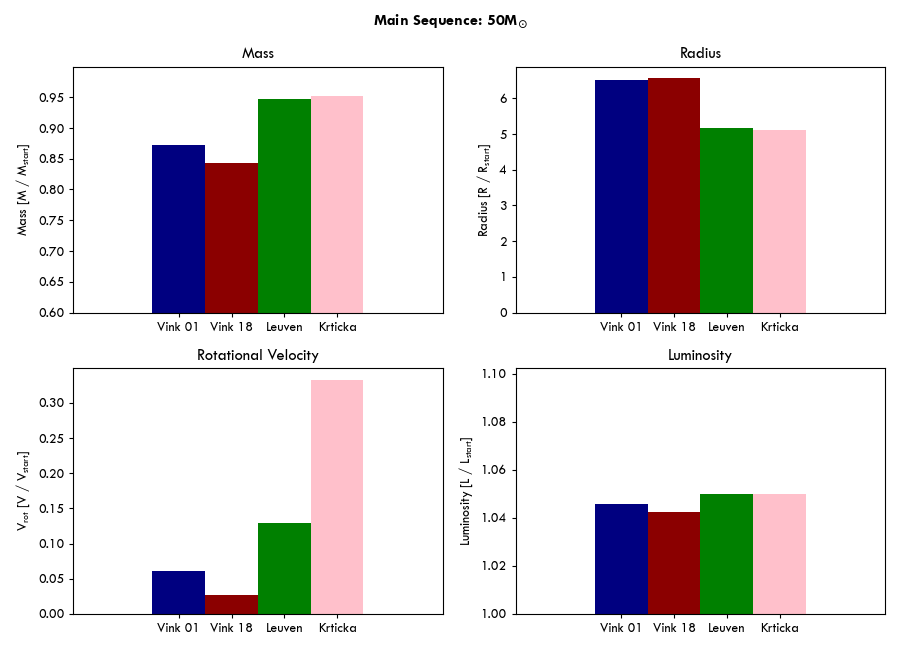 Main Sequence: 50M⊙
Mass
Mass [M / Mstart]
0.95
0.90
0.85
0.80
0.75
0.70
0.65
0.60
Vink 01 Vink 18 Leuven Krticka
Radius
Radius [R / Rstart]
6
5
4
3
2
1
0
Vink 01 Vink 18 Leuven Krticka
Rotational Velocity
Vrot [V / Vstart]
0.30
0.25
0.20
0.15
0.10
0.05
0.00
Vink 01 Vink 18 Leuven Krticka
Luminosity
Luminosity [L / Lstart]
1.10
1.08
1.06
1.04
1.02
1.00
Vink 01 Vink 18 Leuven Krticka